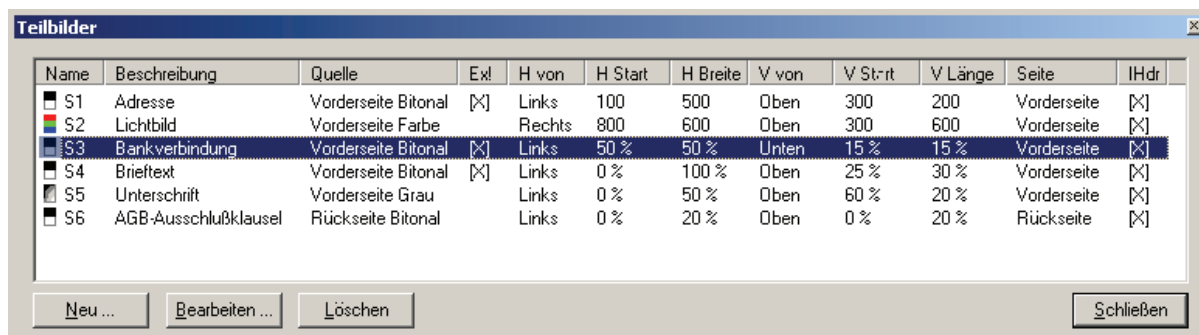 Teilbilder
Name Beschreibung Quelle Ex! H von H Start H Breite V von V Start V Länge Seite IHdr
S1 Adresse Vorderseite Bitonal [X] Links 100 500 Oben 300 200 Vorderseite [X]
S2 Lichtbild Vorderseite Farbe Rechts 800 600 Oben 300 600 Vorderseite [X]
S3 Bankverbindung Vorderseite Bitonal [X] Links 50 % 50 % Unten 15 % 15 % Vorderseite [X]
S4 Brieftext Vorderseite Bitonal [X] Links 0 % 100 % Oben 25 % 30 % Vorderseite [X]
S5 Unterschrift Vorderseite Grau Links 0 % 50 % Oben 60 % 20 % Vorderseite [X]
S6 AGB-Ausschlußklausel Rückseite Bitonal Links 0 % 20 % Oben 0 % 20 % Rückseite [X]
Neu ... Bearbeiten ... Löschen Schließen